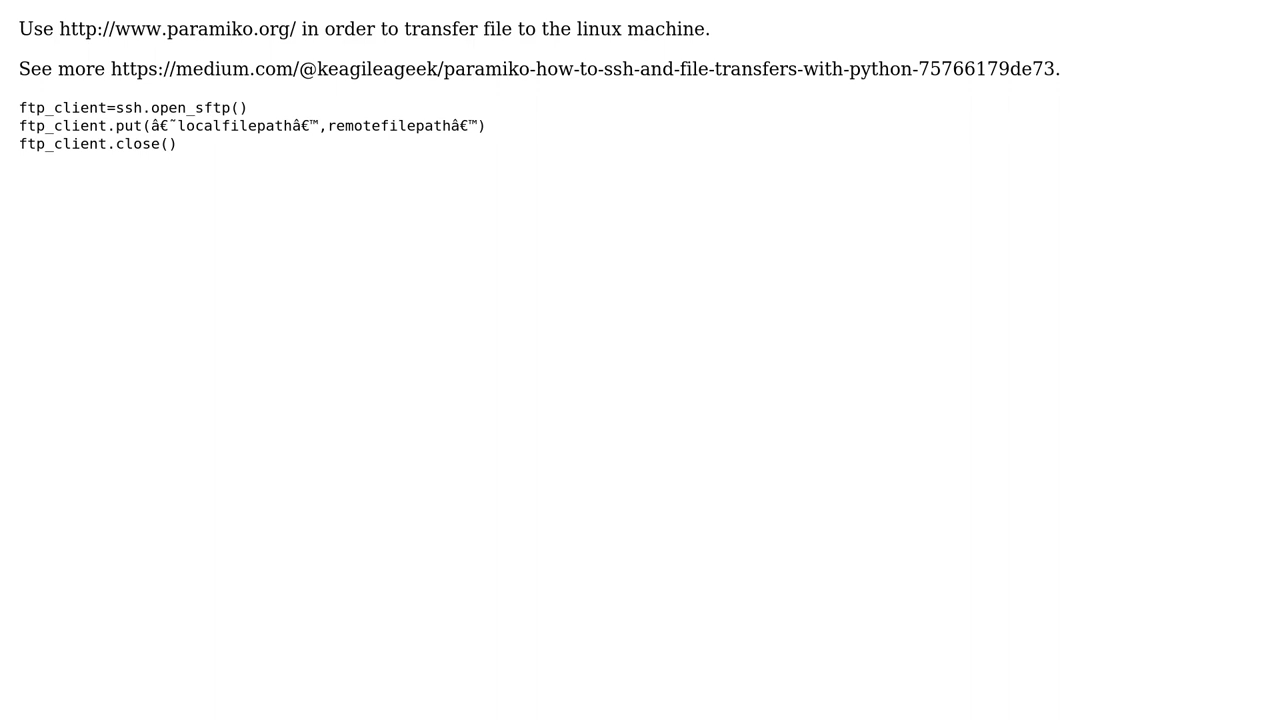 Use http://www.paramiko.org/ in order to transfer file to the linux machine.
See more https://medium.com/@keagileageek/paramiko-how-to-ssh-and-file-transfers-with-python-75766179de73.
ftp_client=ssh.open_sftp()
ftp_client.put(â€˜localfilepathâ€™,remotefilepathâ€™)
ftp_client.close()